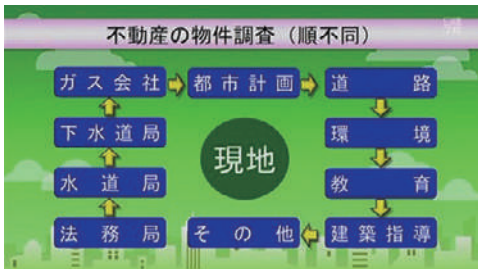 不動産の物件調査（順不同）
ガス会社 都市計画 道路
下水道局 環境
現地
水道局 教育
法務局 その他 建築指導